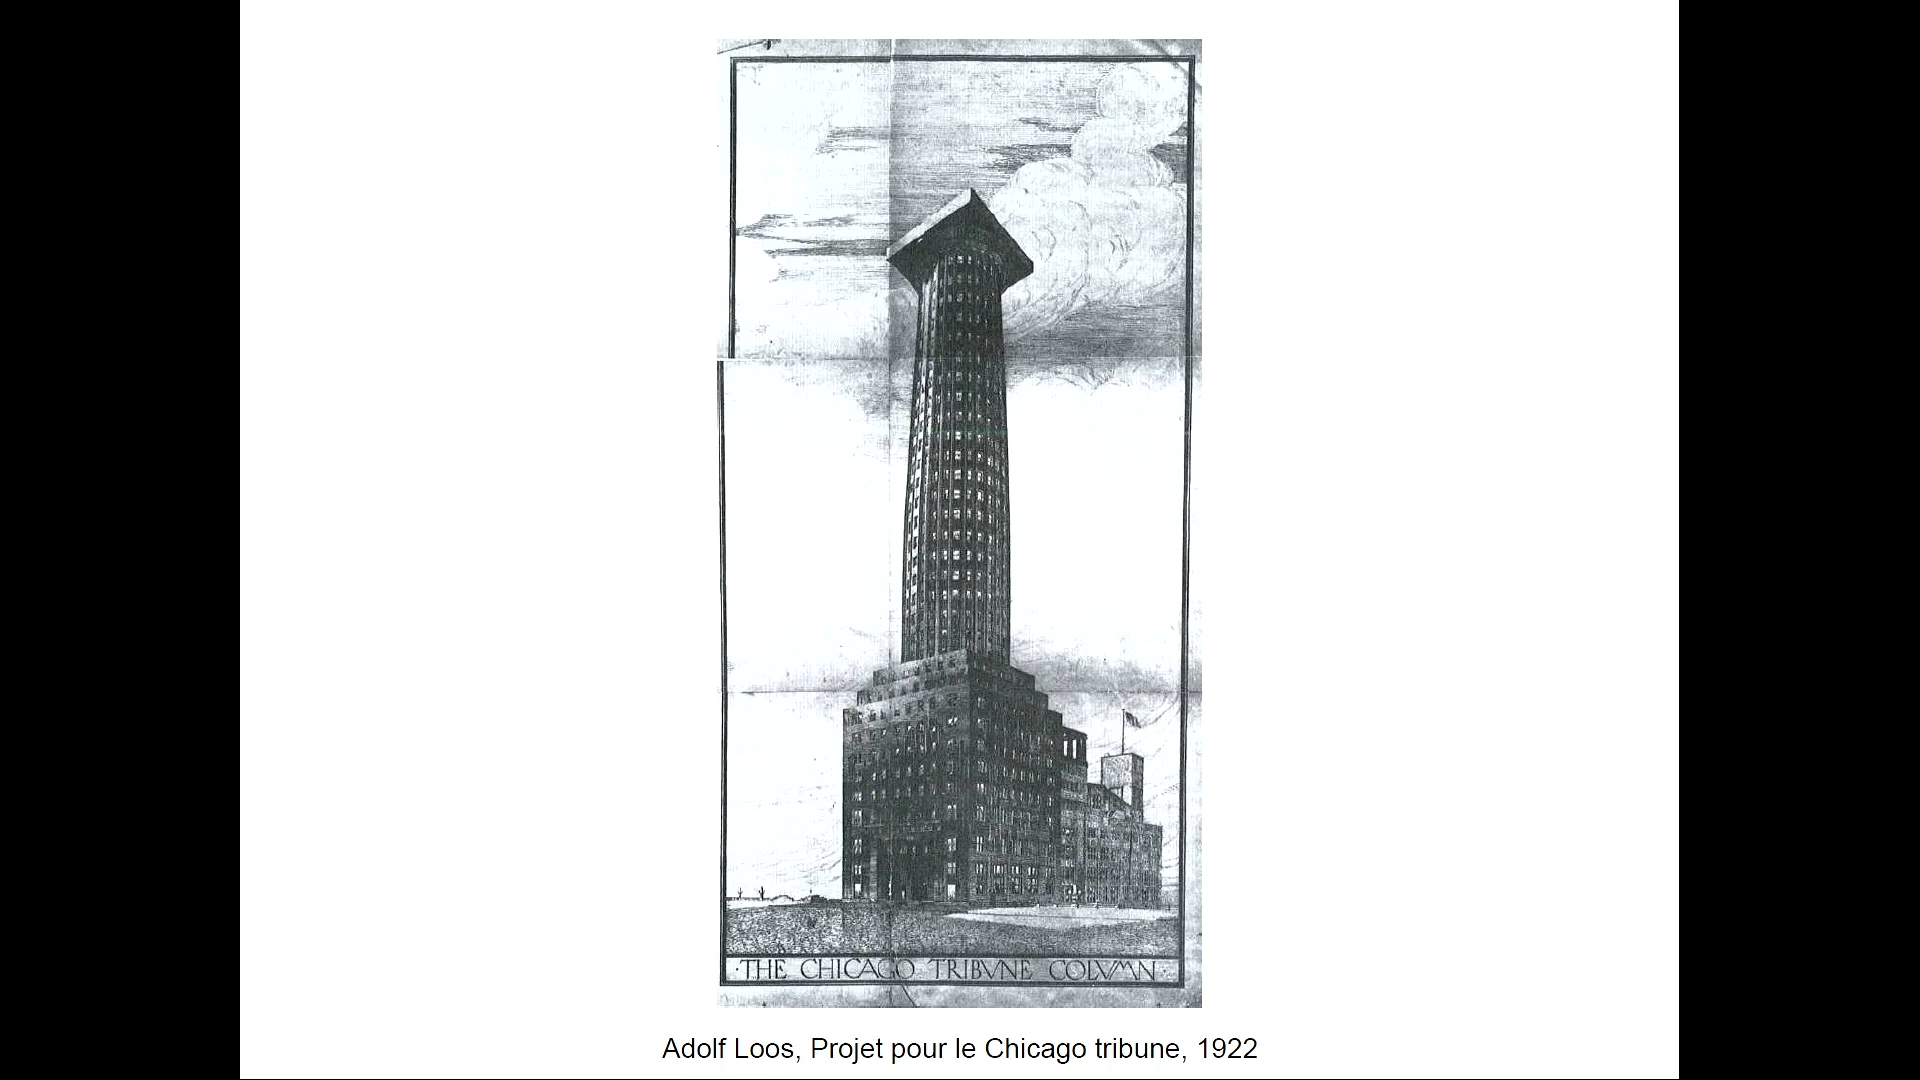 ·THE CHICAGO TRIBVNE COLVMN·
Adolf Loos, Projet pour le Chicago tribune, 1922